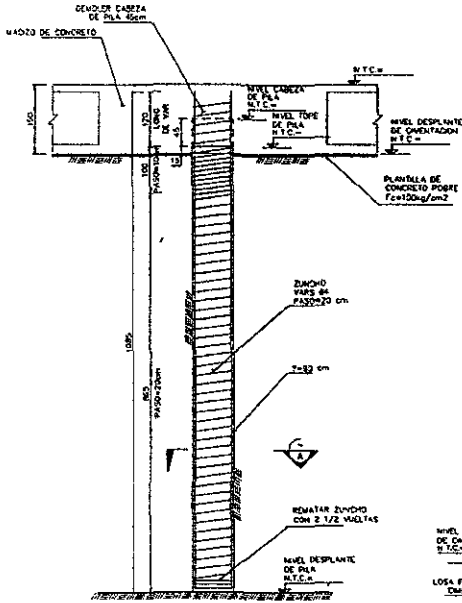 DEMOLER CABEZA
DE PILA 45cm
MACIZO DE CONCRETO
N.T.C.=
NIVEL CABEZA
DE PILA
N.T.C.=
NIVEL TOPE
DE PILA
N.T.C.=
NIVEL DESPLANTE
DE CIMENTACION
N.T.C.=
150
120
LONG
DE VAR
45
15
100
PASO=10cm
PLANTILLA DE
CONCRETO POBRE
F'c=100kg/cm2
ZUNCHO
VARS #4
PASO=20 cm
1085
865
PASO=20cm
A
REMATAR ZUNCHO
CON 2 1/2 VUELTAS
NIVEL DESPLANTE
DE PILA
N.T.C.=
NIVEL
N.T.C.=
LOSA